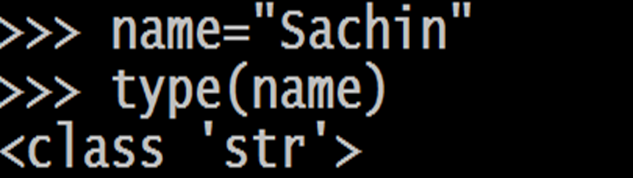 >>> name="Sachin"
>>> type(name)
<class 'str'>